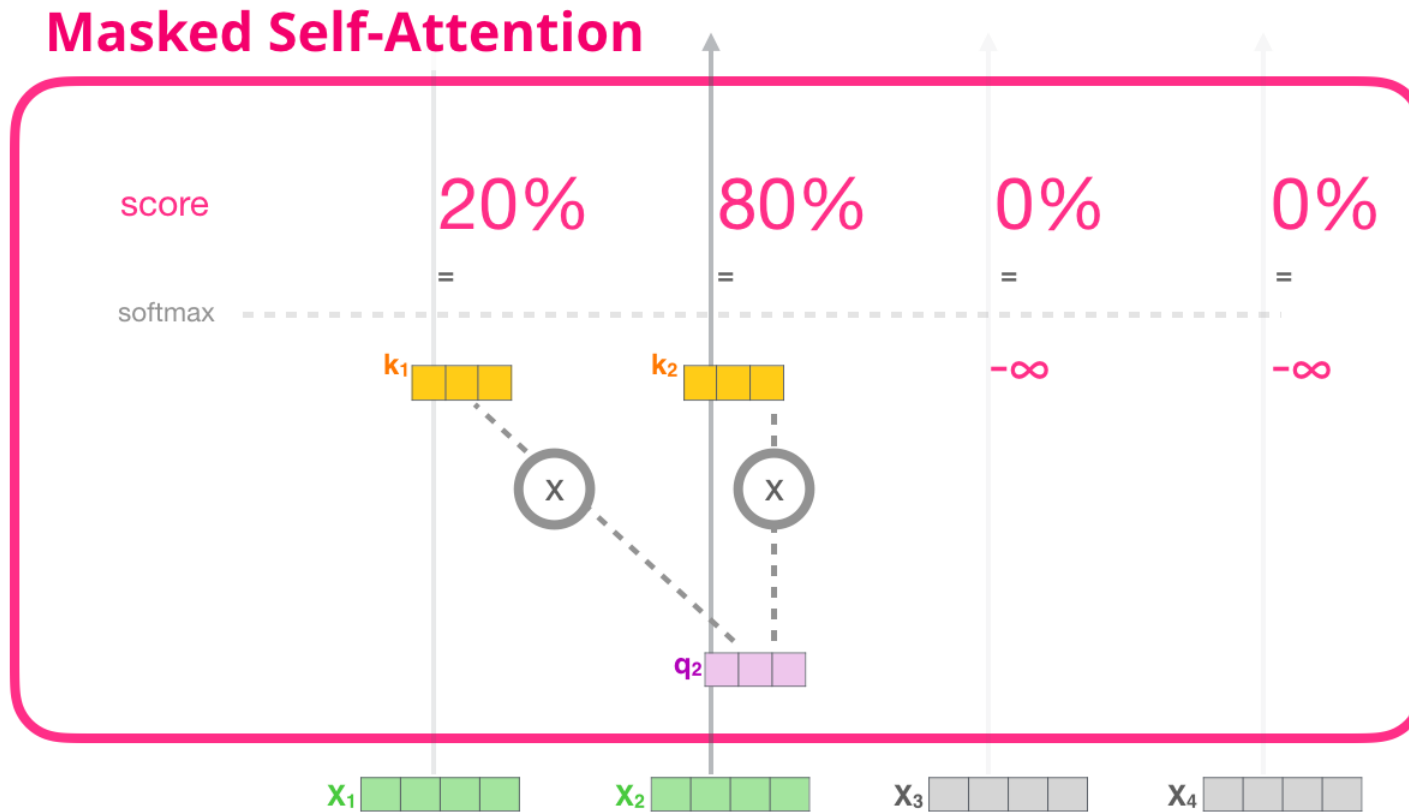 Masked Self-Attention
score 20% 80% 0% 0%
= = = =
softmax
k₁ k₂ -∞ -∞
x x
q₂
X₁ X₂ X₃ X₄